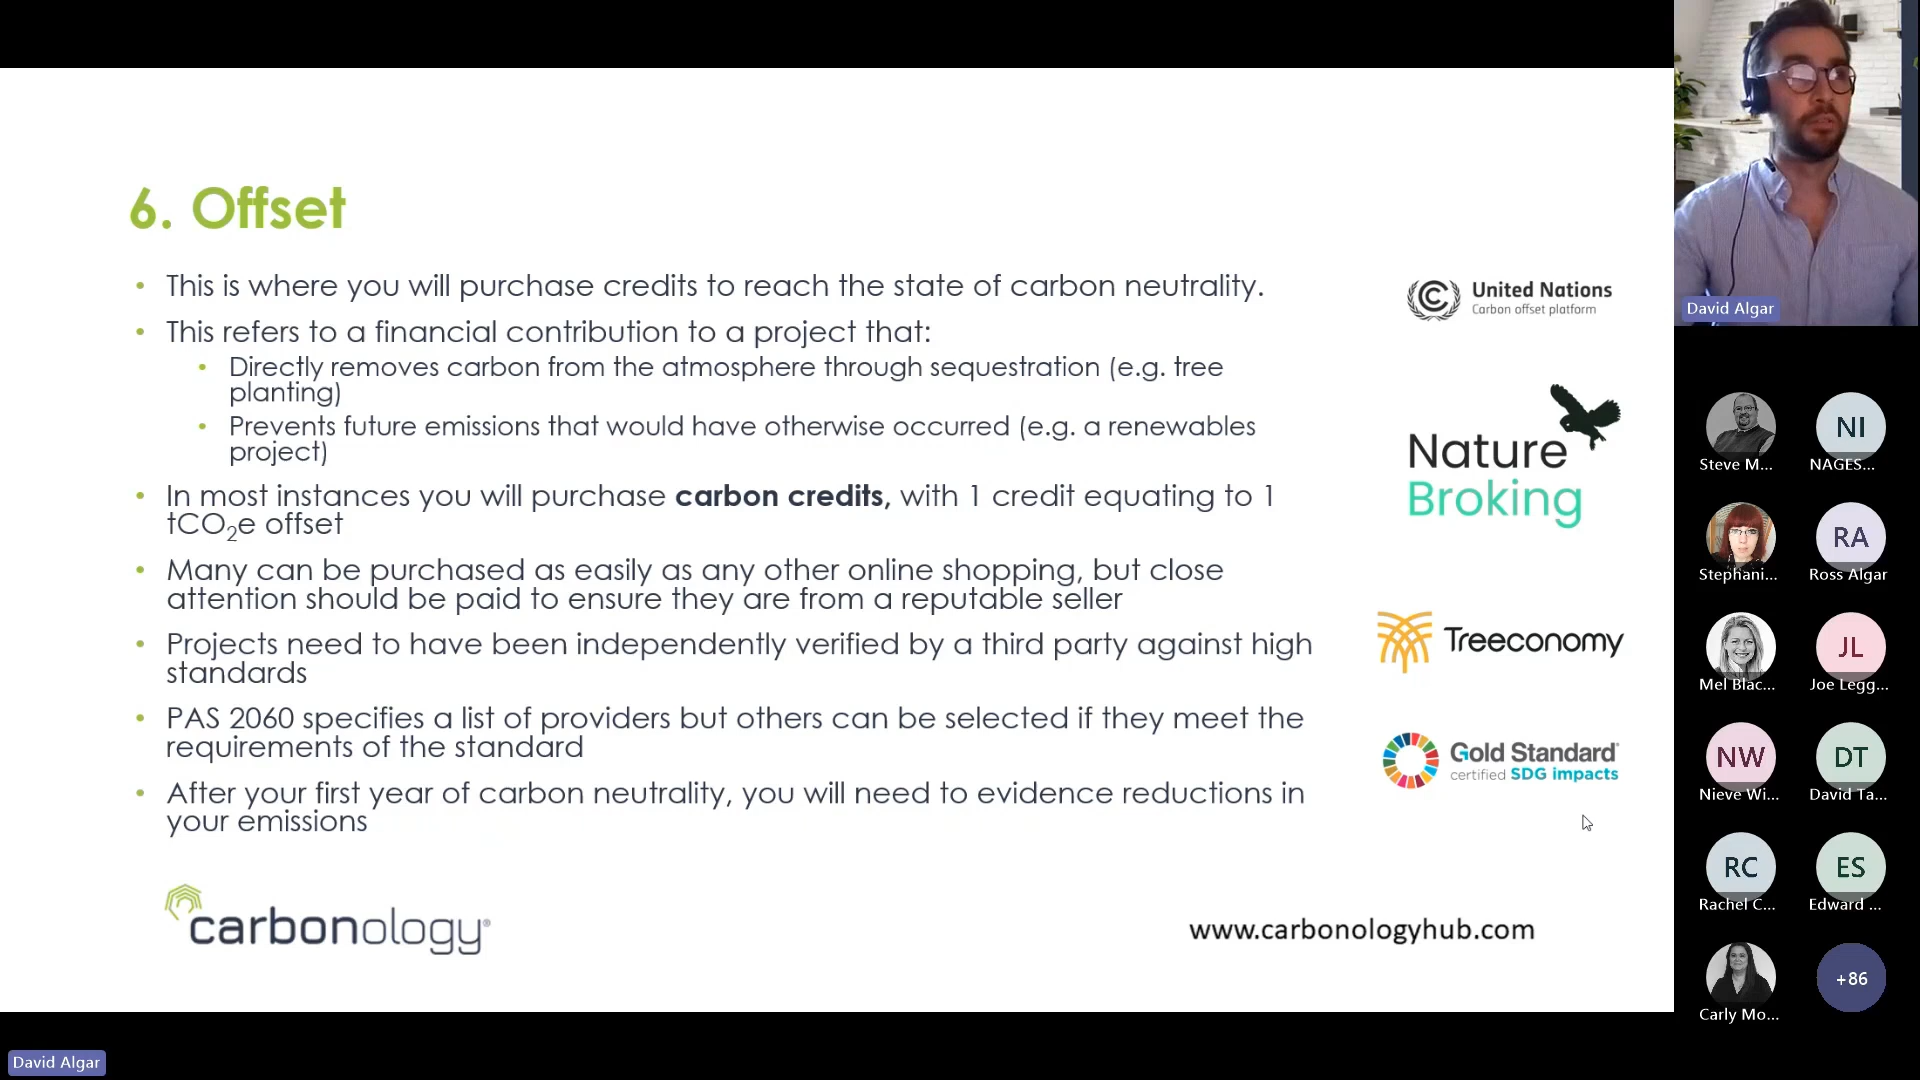 6. Offset
• This is where you will purchase credits to reach the state of carbon neutrality.
• This refers to a financial contribution to a project that:
• Directly removes carbon from the atmosphere through sequestration (e.g. tree
planting)
• Prevents future emissions that would have otherwise occurred (e.g. a renewables
project)
• In most instances you will purchase carbon credits, with 1 credit equating to 1
tCO₂e offset
• Many can be purchased as easily as any other online shopping, but close
attention should be paid to ensure they are from a reputable seller
• Projects need to have been independently verified by a third party against high
standards
• PAS 2060 specifies a list of providers but others can be selected if they meet the
requirements of the standard
• After your first year of carbon neutrality, you will need to evidence reductions in
your emissions
United Nations
Carbon offset platform
Nature
Broking
Treeconomy
Gold Standard®
certified SDG impacts
carbonology®
www.carbonologyhub.com
David Algar
Steve M...
NI
NAGES...
Stephani...
RA
Ross Algar
Mel Blac...
JL
Joe Legg...
NW
Nieve Wi...
DT
David Ta...
RC
Rachel C...
ES
Edward ...
Carly Mo...
+86
David Algar